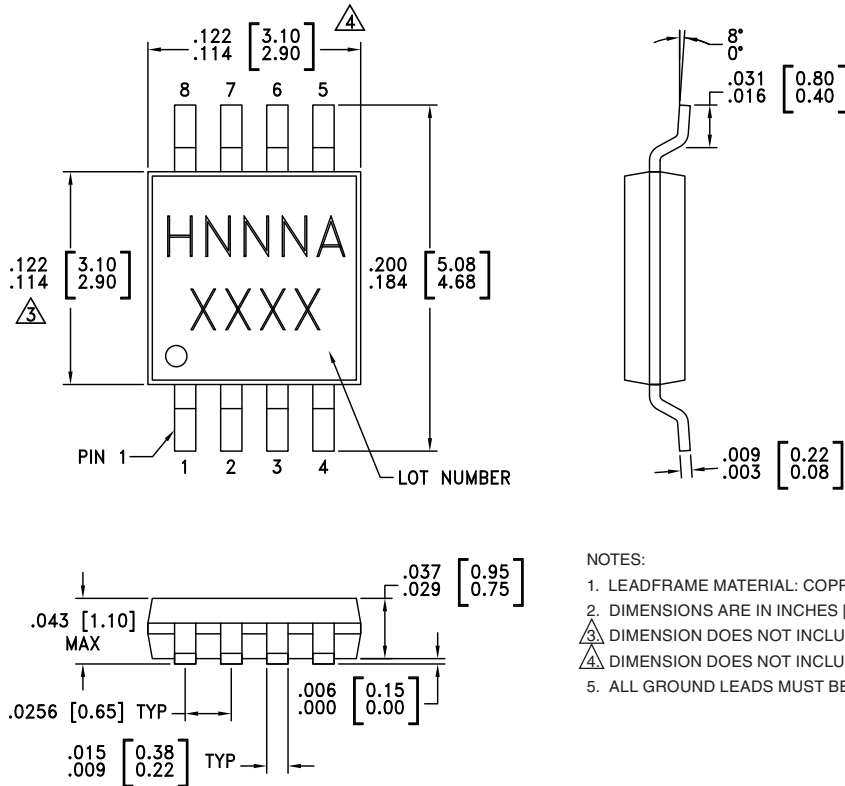 .122 [3.10]
.114 [2.90]
4
8 7 6 5
8°
0°
.031 [0.80]
.016 [0.40]
HNNNA
XXXX
.122 [3.10]
.114 [2.90]
3
.200 [5.08]
.184 [4.68]
PIN 1
1 2 3 4
LOT NUMBER
.009 [0.22]
.003 [0.08]
.043 [1.10]
MAX
.037 [0.95]
.029 [0.75]
.0256 [0.65] TYP
.006 [0.15]
.000 [0.00]
.015 [0.38]
.009 [0.22]
TYP
NOTES:
1. LEADFRAME MATERIAL:
2. DIMENSIONS ARE IN INCHES [
3. DIMENSION DOES NOT
4. DIMENSION DOES NOT
5. ALL GROUND LEADS MUST